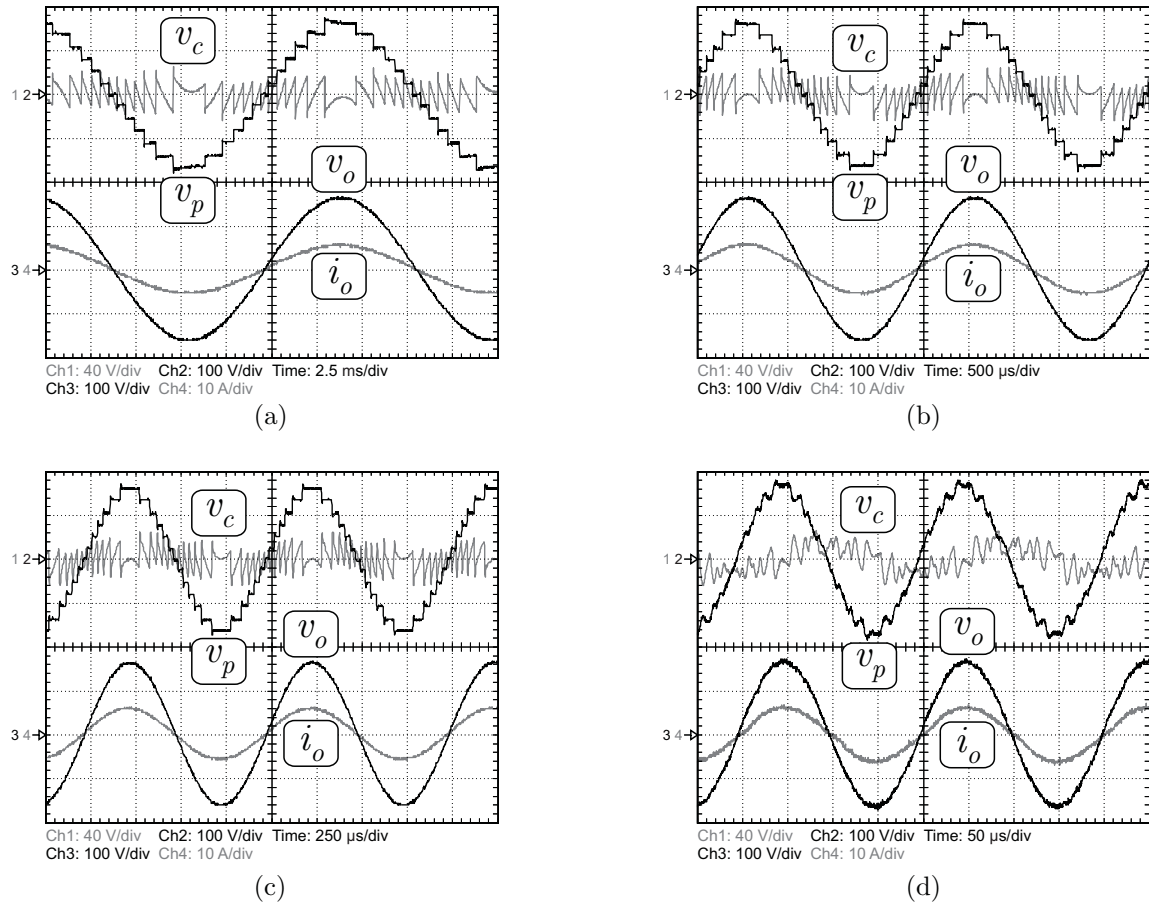 v_c
1 2
v_o
v_p
3 4
i_o
Ch1: 40 V/div Ch2: 100 V/div Time: 2.5 ms/div
Ch3: 100 V/div Ch4: 10 A/div
(a)
v_c
1 2
v_o
v_p
3 4
i_o
Ch1: 40 V/div Ch2: 100 V/div Time: 500 µs/div
Ch3: 100 V/div Ch4: 10 A/div
(b)
v_c
1 2
v_o
v_p
3 4
i_o
Ch1: 40 V/div Ch2: 100 V/div Time: 250 µs/div
Ch3: 100 V/div Ch4: 10 A/div
(c)
v_c
1 2
v_o
v_p
3 4
i_o
Ch1: 40 V/div Ch2: 100 V/div Time: 50 µs/div
Ch3: 100 V/div Ch4: 10 A/div
(d)